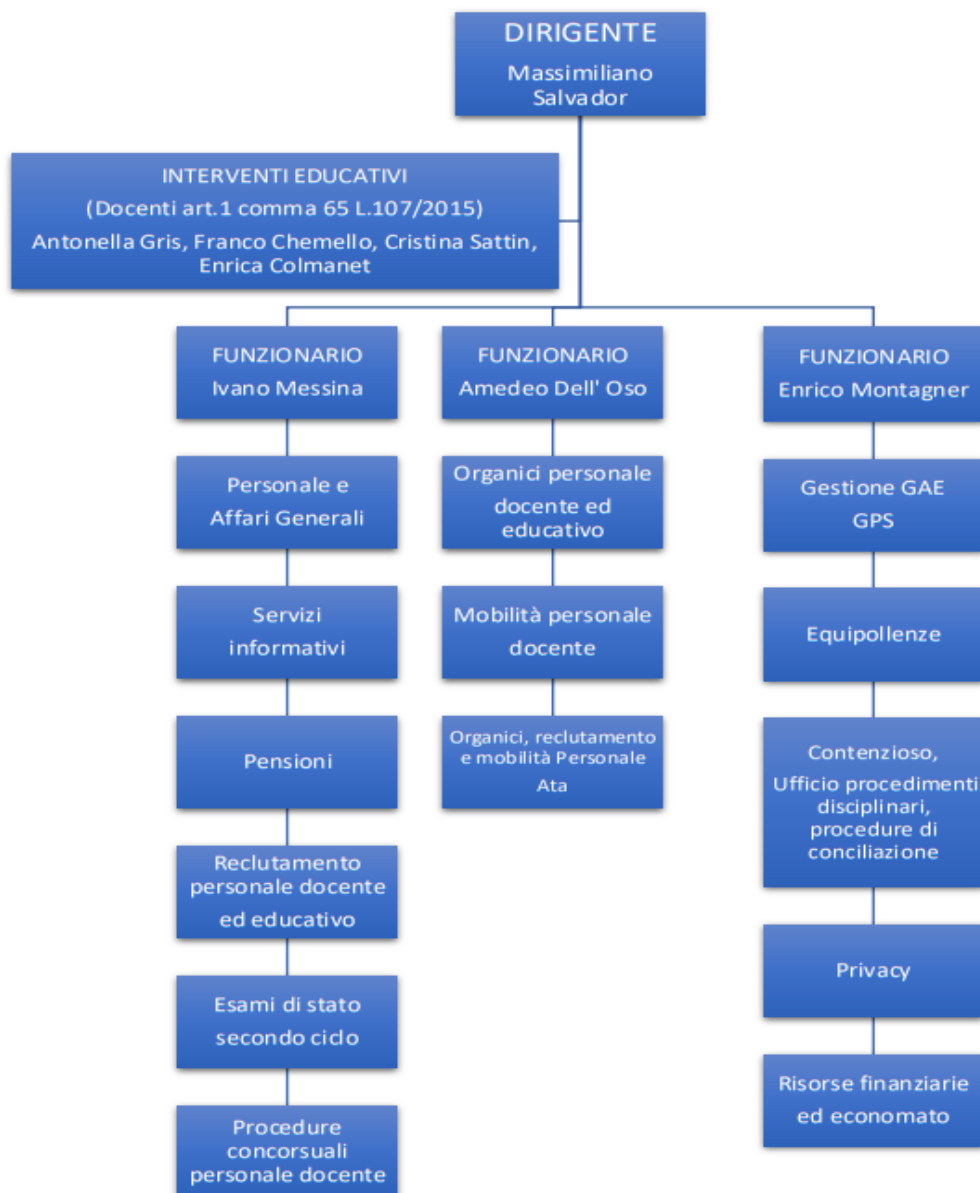 DIRIGENTE
Massimiliano
Salvador
INTERVENTI EDUCATIVI
(Docenti art.1 comma 65 L.107/2015)
Antonella Gris, Franco Chemello, Cristina Sattin,
Enrica Colmanet
FUNZIONARIO
Ivano Messina
Personale e
Affari Generali
Servizi
informativi
Pensioni
Reclutamento
personale docente
ed educativo
Esami di stato
secondo ciclo
Procedure
concorsuali
personale docente
FUNZIONARIO
Amedeo Dell' Oso
Organici personale
docente ed
educativo
Mobilità personale
docente
Organici, reclutamento
e mobilità Personale
Ata
FUNZIONARIO
Enrico Montagner
Gestione GAE
GPS
Equipollenze
Contenzioso,
Ufficio procedimenti
disciplinari,
procedure di
conciliazione
Privacy
Risorse finanziarie
ed economato